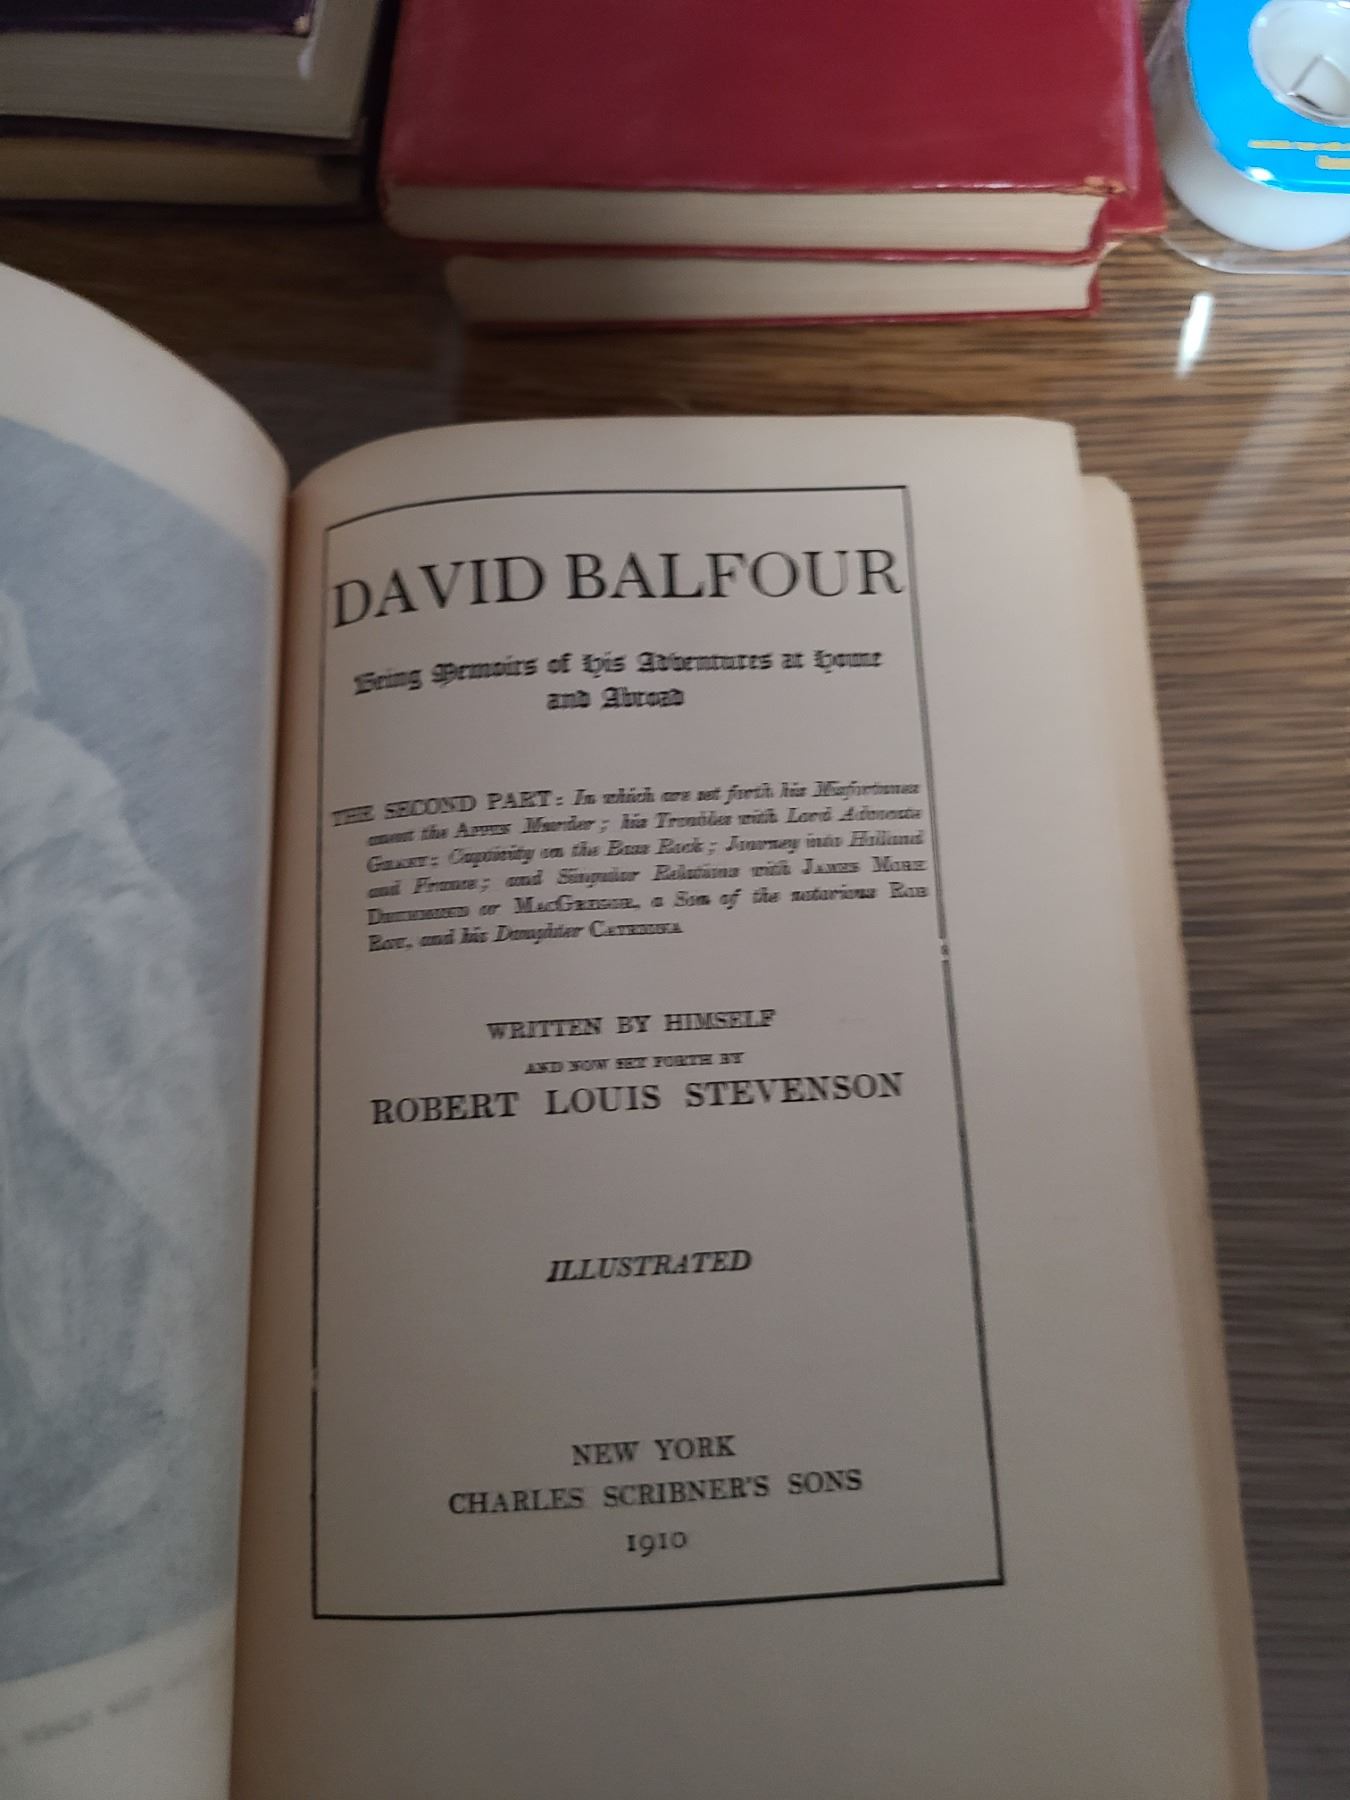 DAVID BALFOUR
Being Memoirs of his Adventures at Home
and Abroad
THE SECOND PART: In which are set forth his Misfortunes
anent the APPIN Murder; his Troubles with Lord Advocate
GRANT; Captivity on the Bass Rock; Journey into Holland
and France; and Singular Relations with JAMES MORE
DRUMMOND or MACGREGOR, a Son of the notorious ROB
ROY, and his Daughter CATRIONA
WRITTEN BY HIMSELF
AND NOW SET FORTH BY
ROBERT LOUIS STEVENSON
ILLUSTRATED
NEW YORK
CHARLES SCRIBNER'S SONS
1910